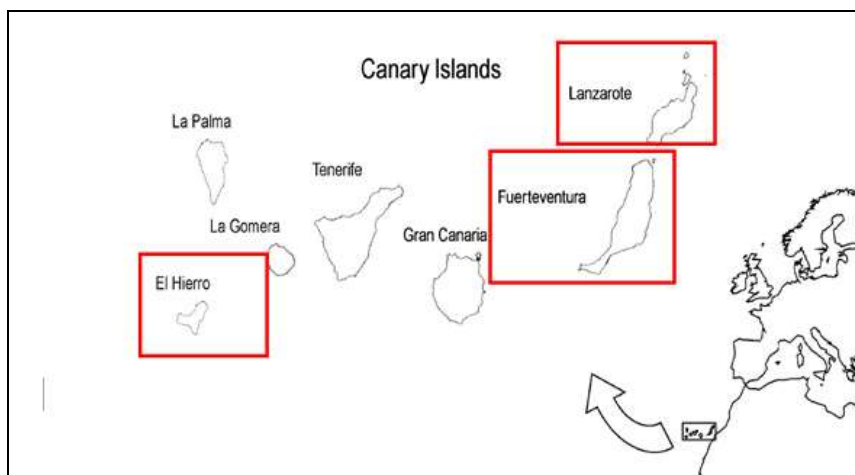 Canary Islands
Lanzarote
La Palma
Tenerife
Fuerteventura
La Gomera
Gran Canaria
El Hierro